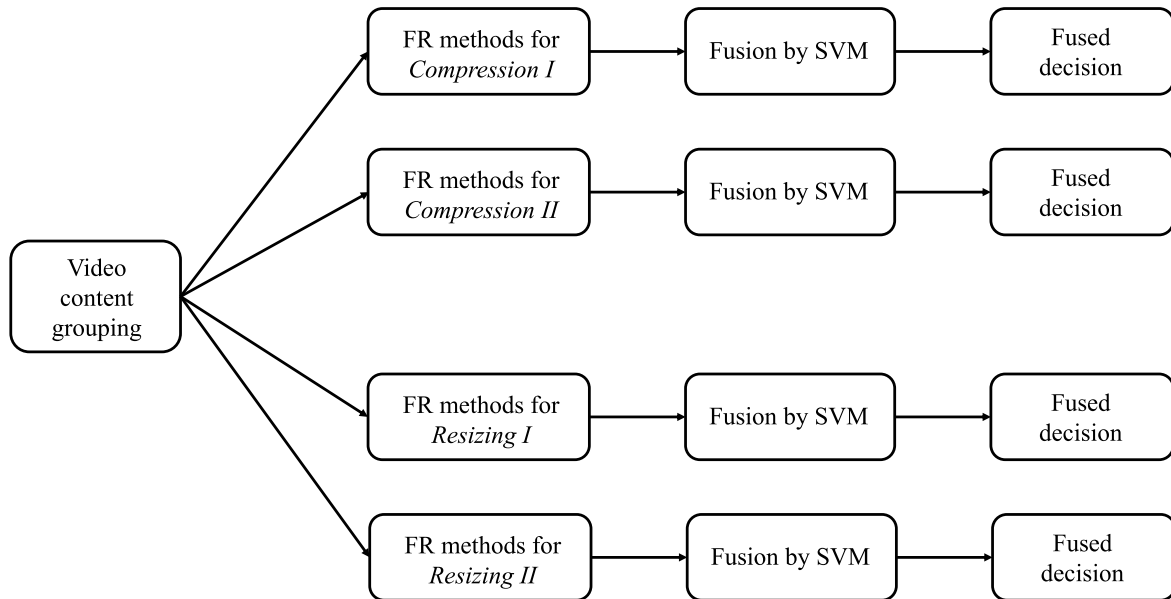 FR methods for
Compression I
Fusion by SVM
Fused
decision
FR methods for
Compression II
Fusion by SVM
Fused
decision
Video
content
grouping
FR methods for
Resizing I
Fusion by SVM
Fused
decision
FR methods for
Resizing II
Fusion by SVM
Fused
decision